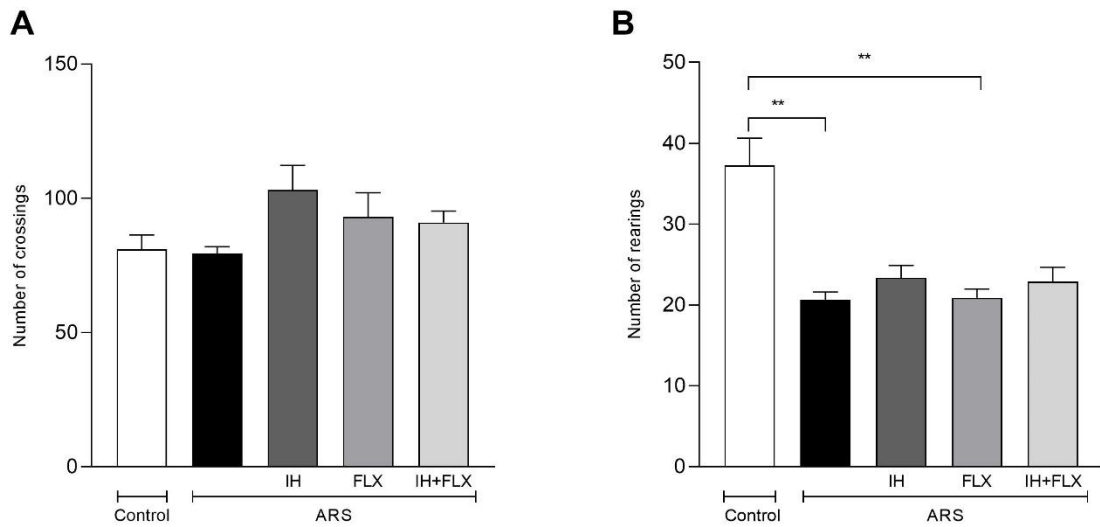 A
Number of crossings
150
100
50
0
IH
FLX
IH+FLX
Control
ARS
B
Number of rearings
50
40
30
20
10
0
**
**
IH
FLX
IH+FLX
Control
ARS